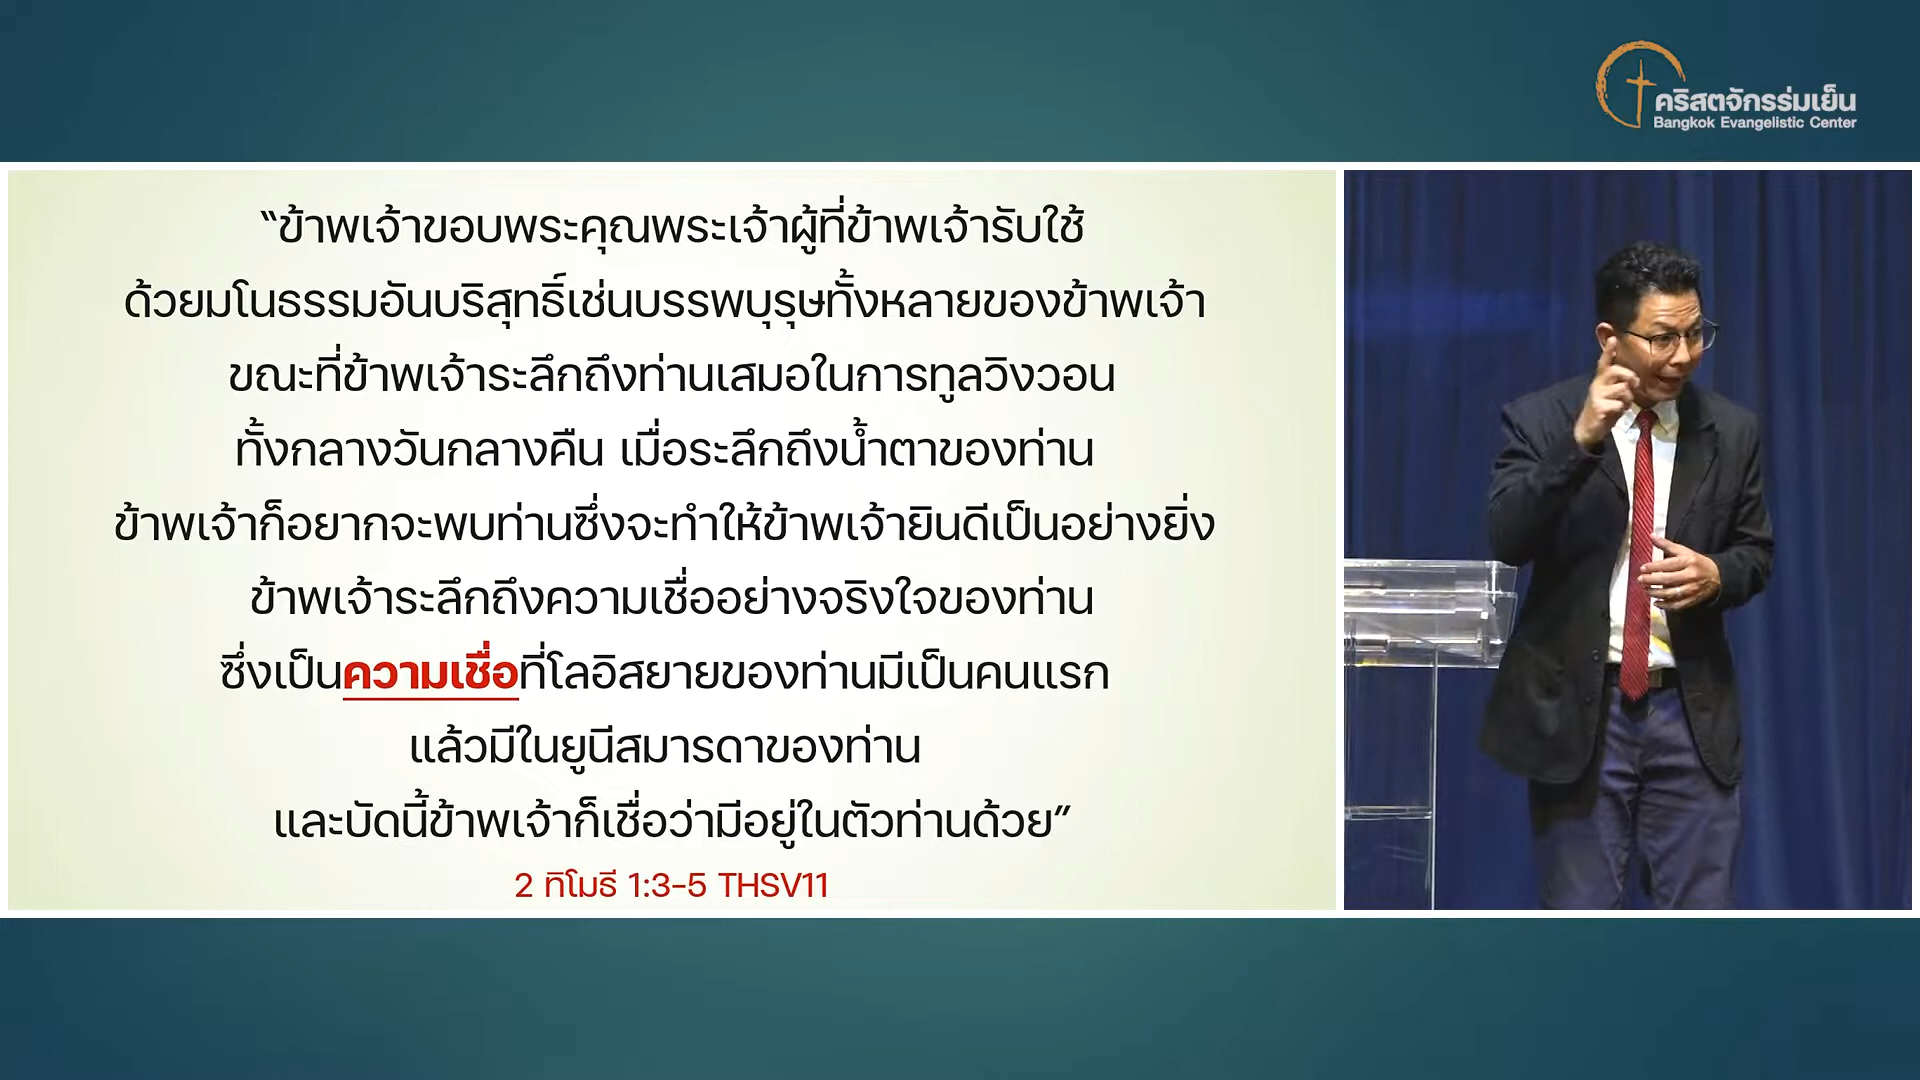 คริสตจักรร่มเย็น
Bangkok Evangelistic Center
“ข้าพเจ้าขอบพระคุณพระเจ้าผู้ที่ข้าพเจ้ารับใช้
ด้วยมโนธรรมอันบริสุทธิ์เช่นบรรพบุรุษทั้งหลายของข้าพเจ้า
ขณะที่ข้าพเจ้าระลึกถึงท่านเสมอในการทูลวิงวอน
ทั้งกลางวันกลางคืน เมื่อระลึกถึงน้ำตาของท่าน
ข้าพเจ้าก็อยากจะพบท่านซึ่งจะทำให้ข้าพเจ้ายินดีเป็นอย่างยิ่ง
ข้าพเจ้าระลึกถึงความเชื่ออย่างจริงใจของท่าน
ซึ่งเป็นความเชื่อที่โลอิสยายของท่านมีเป็นคนแรก
แล้วมีในยูนีสมารดาของท่าน
และบัดนี้ข้าพเจ้าก็เชื่อว่ามีอยู่ในตัวท่านด้วย”
2 ทิโมธี 1:3-5 THSV11